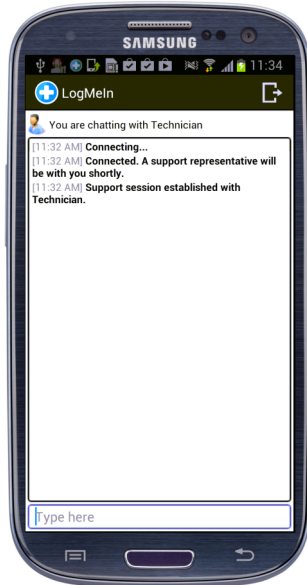 SAMSUNG
11:34
LogMeIn
You are chatting with Technician
[11:32 AM] Connecting...
[11:32 AM] Connected. A support representative will
be with you shortly.
[11:32 AM] Support session established with
Technician.
Type here